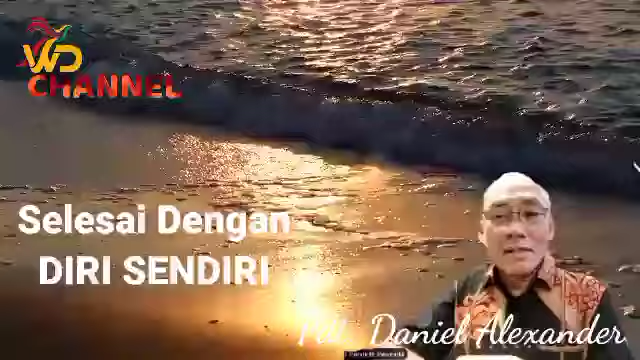 WD
CHANNEL
Selesai Dengan
DIRI SENDIRI
Daniel Alexander